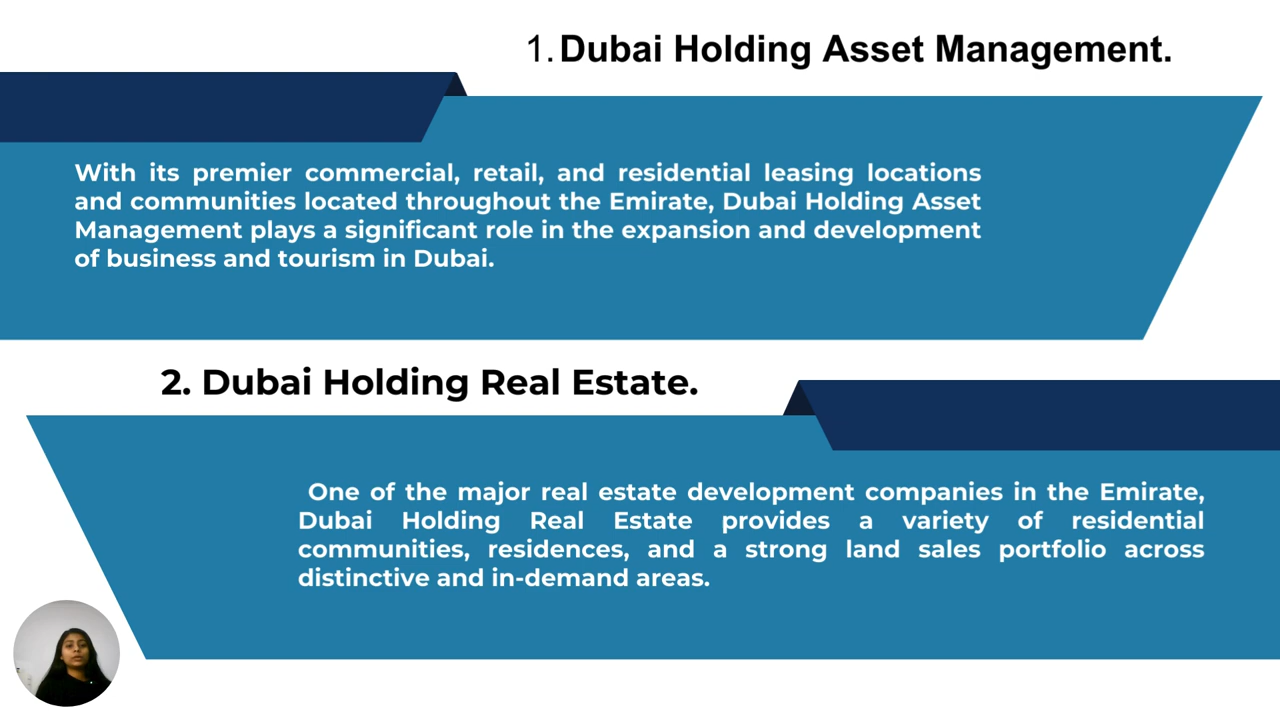 1. Dubai Holding Asset Management.
With its premier commercial, retail, and residential leasing locations
and communities located throughout the Emirate, Dubai Holding Asset
Management plays a significant role in the expansion and development
of business and tourism in Dubai.
2. Dubai Holding Real Estate.
One of the major real estate development companies in the Emirate,
Dubai Holding Real Estate provides a variety of residential
communities, residences, and a strong land sales portfolio across
distinctive and in-demand areas.